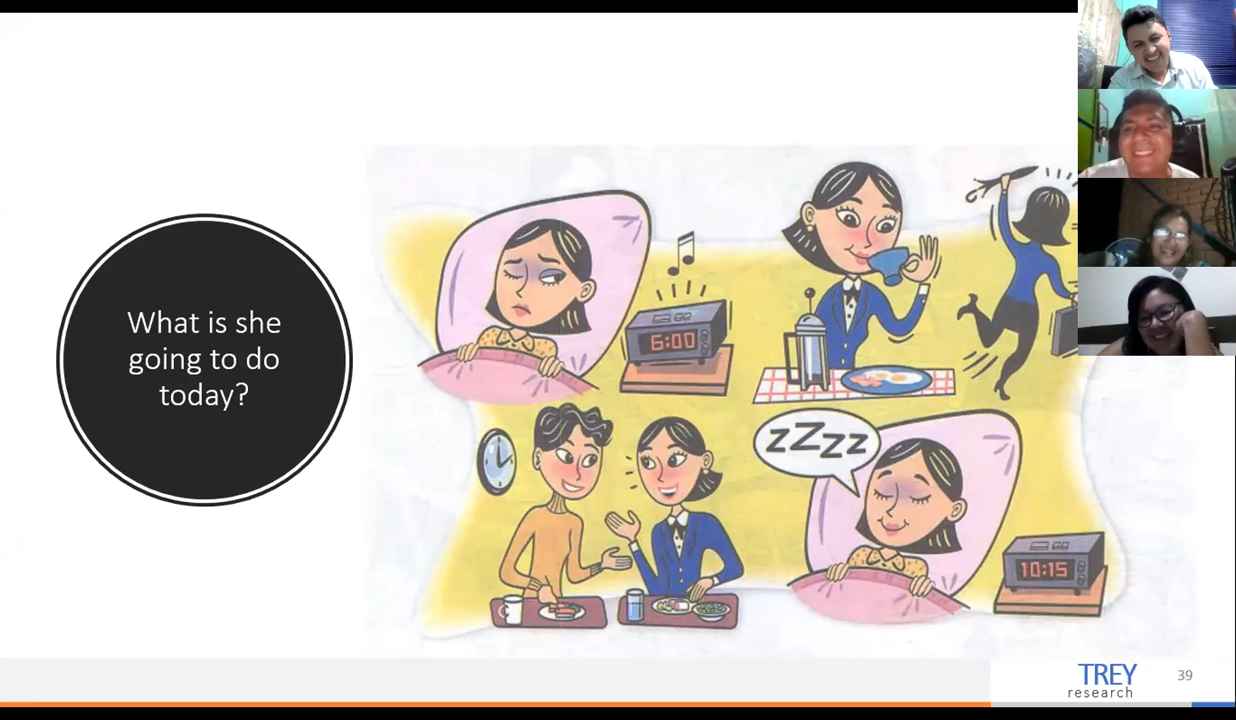 What is she
going to do
today?
6:00
zZzz
10:15
TREY
research
39